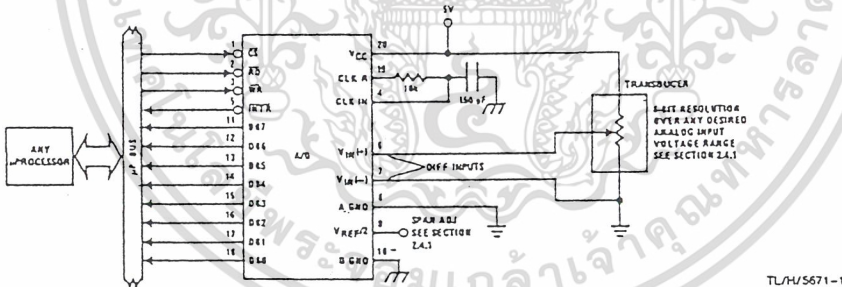 5V
1 CS
2 RD
3 WR
5 INTR
11 DB7
12 DB6
13 DB5
14 DB4
15 DB3
16 DB2
17 DB1
18 DB0
ANY
μPROCESSOR
μP BUS
A/D
VCC 20
CLK R 19
10k
CLK IN 4
150 pF
VIN(+) 6
DIFF INPUTS
VIN(–) 7
A GND 8
VREF/2 9
SPAN ADJ
SEE SECTION
2.4.1
D GND 10
TRANSDUCER
8-BIT RESOLUTION
OVER ANY DESIRED
ANALOG INPUT
VOLTAGE RANGE
SEE SECTION 2.4.1
TL/H/5671-1